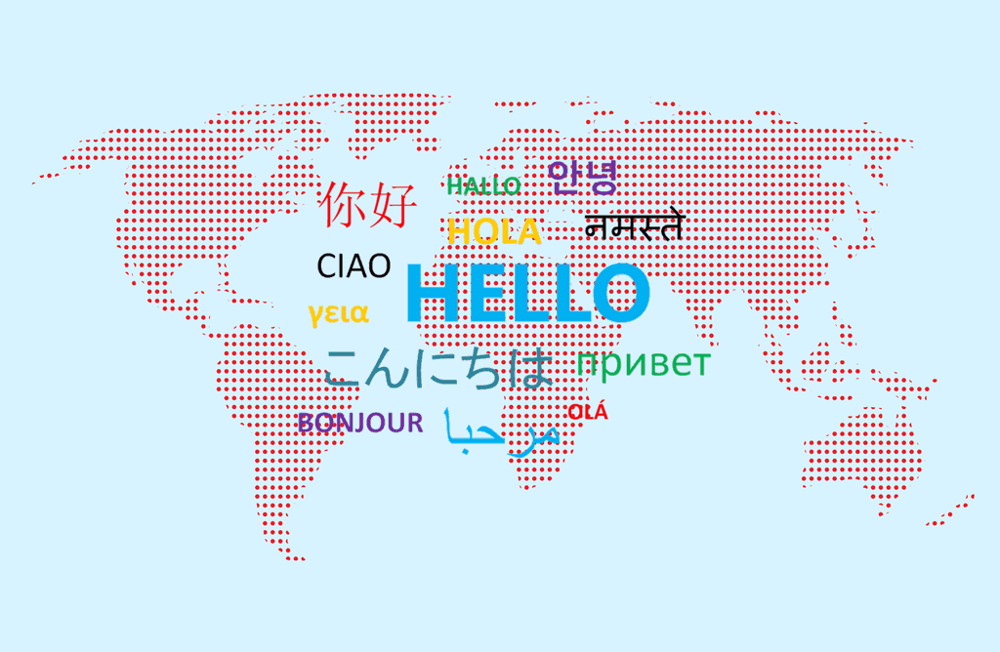 안녕
你好
HALLO
HOLA
नमस्ते
CIAO
HELLO
γεια
こんにちは
привет
BONJOUR
مرحبا
OLÁ